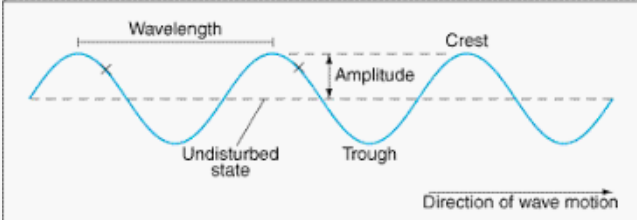 Wavelength
Crest
Amplitude
Undisturbed
state
Trough
Direction of wave motion